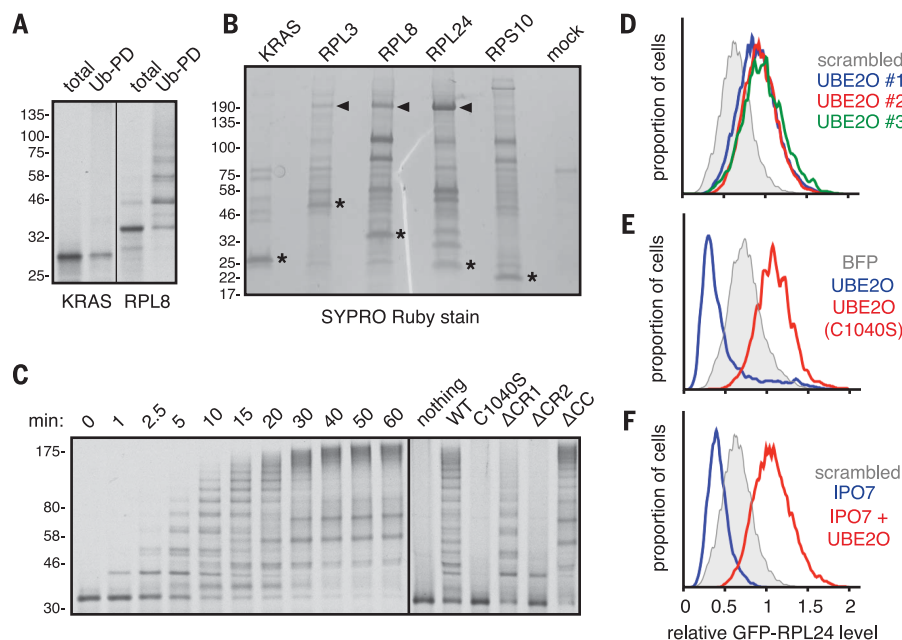 A
total
Ub-PD
total
Ub-PD
135-
100-
75-
58-
46-
32-
25-
KRAS RPL8
B
KRAS
RPL3
RPL8
RPL24
RPS10
mock
190-
100-
75-
58-
46-
32-
25-
22-
17-
*
*
*
*
*
SYPRO Ruby stain
C
min: 0 1 2.5 5 10 15 20 30 40 50 60
nothing
WT
C1040S
ΔCR1
ΔCR2
ΔCC
175-
80-
58-
46-
30-
D
proportion of cells
scrambled
UBE2O #1
UBE2O #2
UBE2O #3
E
proportion of cells
BFP
UBE2O
UBE2O
(C1040S)
F
proportion of cells
scrambled
IPO7
IPO7 +
UBE2O
0 0.5 1 1.5 2
relative GFP-RPL24 level